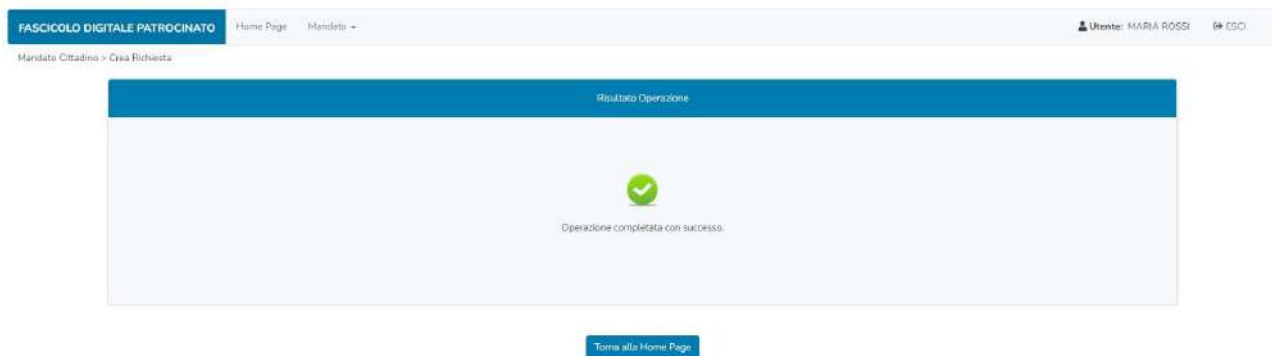 FASCICOLO DIGITALE PATROCINATO Home Page Mandato Utente: MARIA ROSSI ESCI
Mandato Cittadino > Crea Richiesta
Risultato Operazione
Operazione completata con successo.
Torna alla Home Page